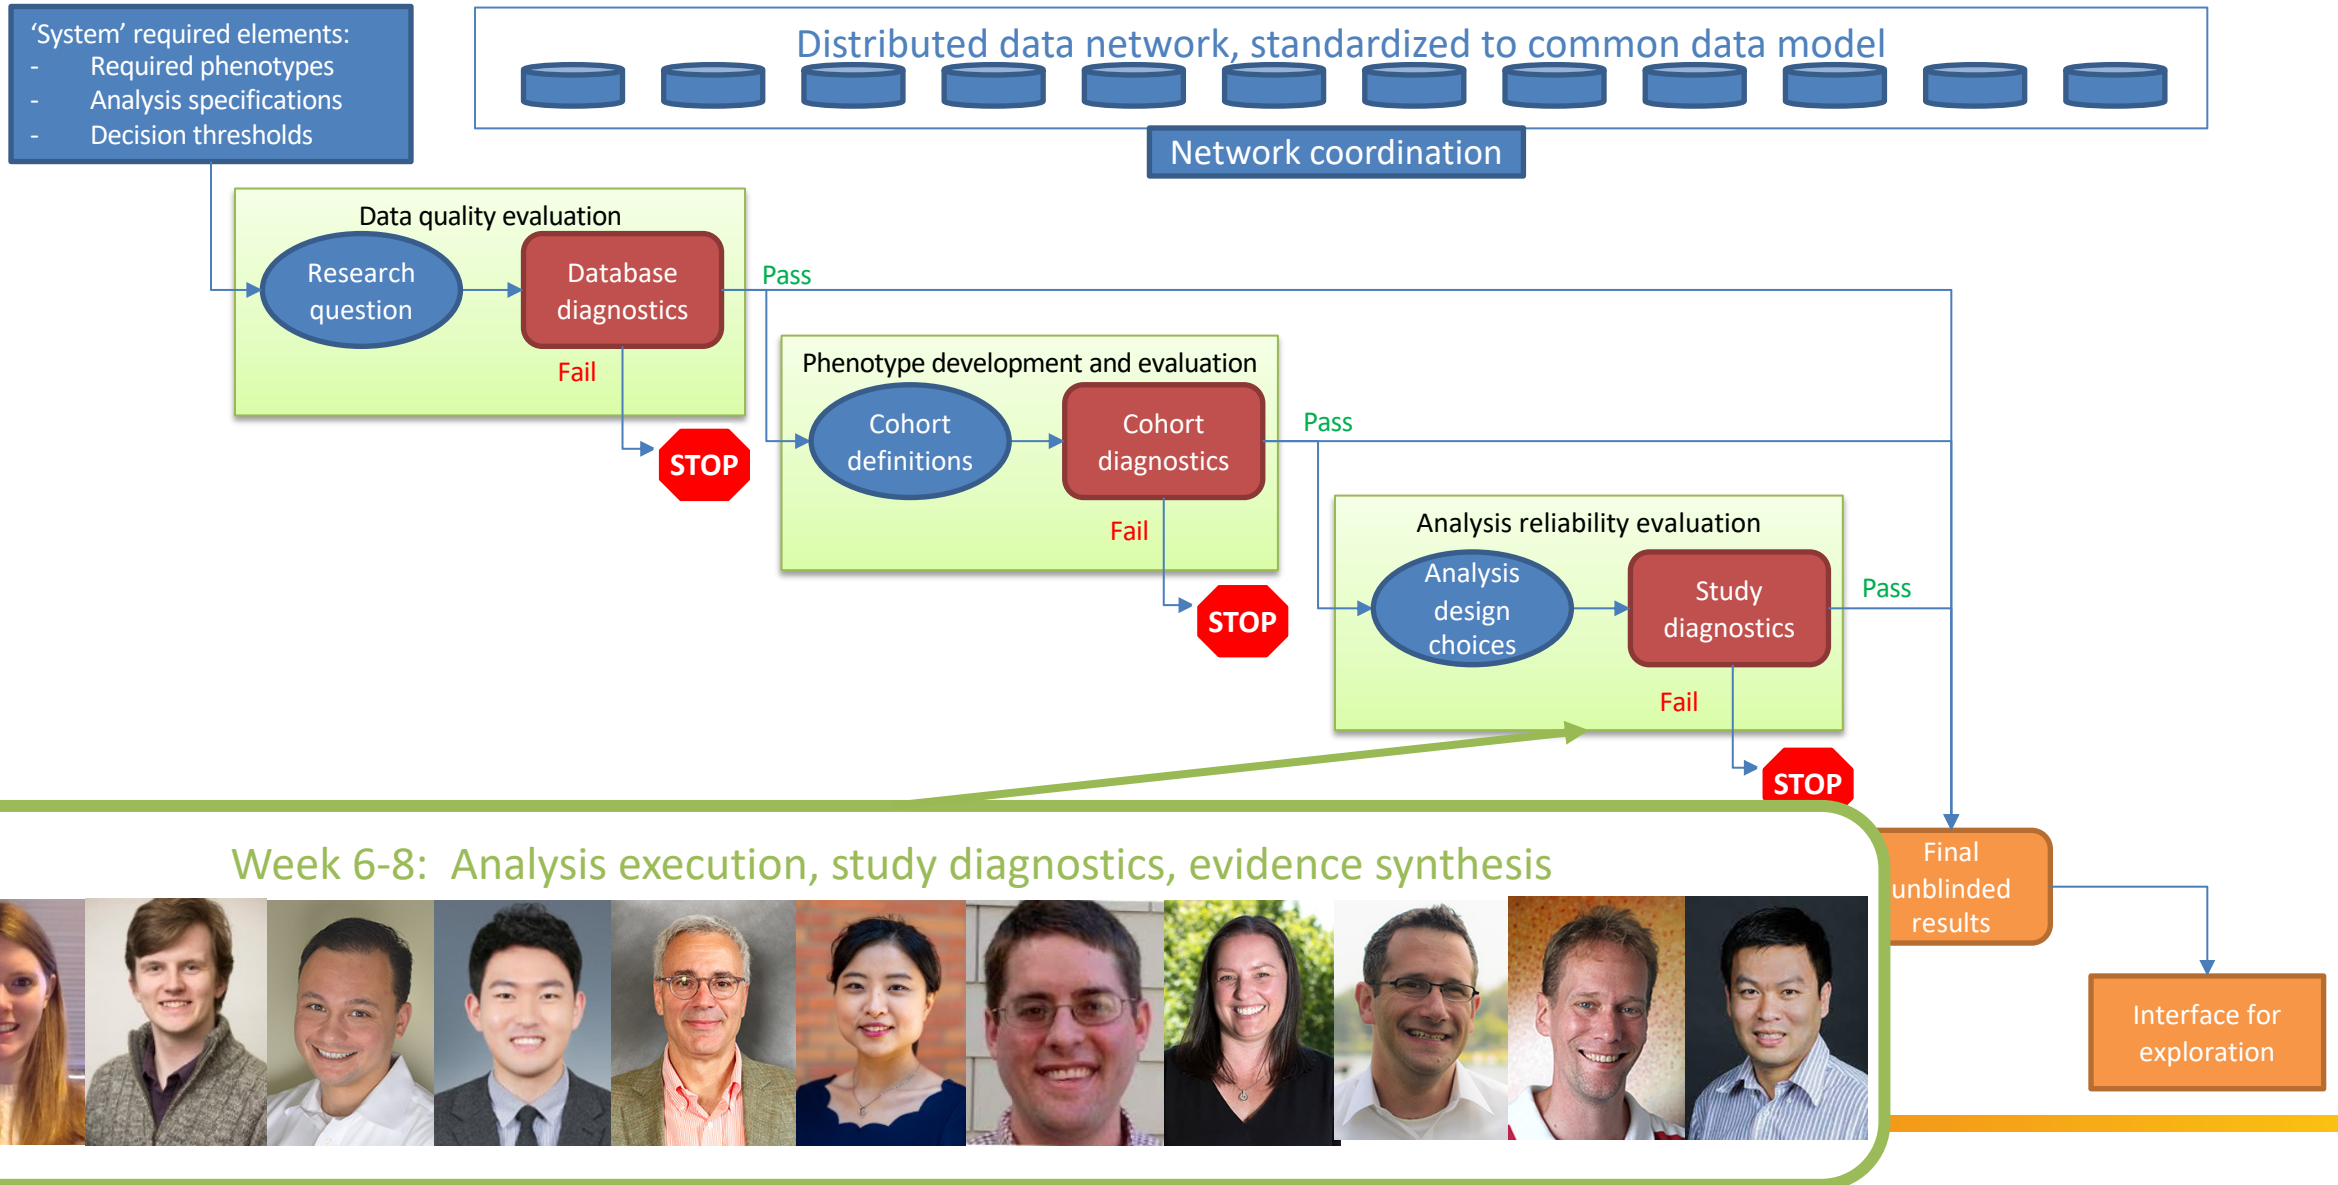 ‘System’ required elements:
- Required phenotypes
- Analysis specifications
- Decision thresholds
Distributed data network, standardized to common data model
Network coordination
Data quality evaluation
Research
question
Database
diagnostics
Pass
Fail
STOP
Phenotype development and evaluation
Cohort
definitions
Cohort
diagnostics
Pass
Fail
STOP
Analysis reliability evaluation
Analysis
design
choices
Study
diagnostics
Pass
Fail
STOP
Week 6-8: Analysis execution, study diagnostics, evidence synthesis
Final
unblinded
results
Interface for
exploration